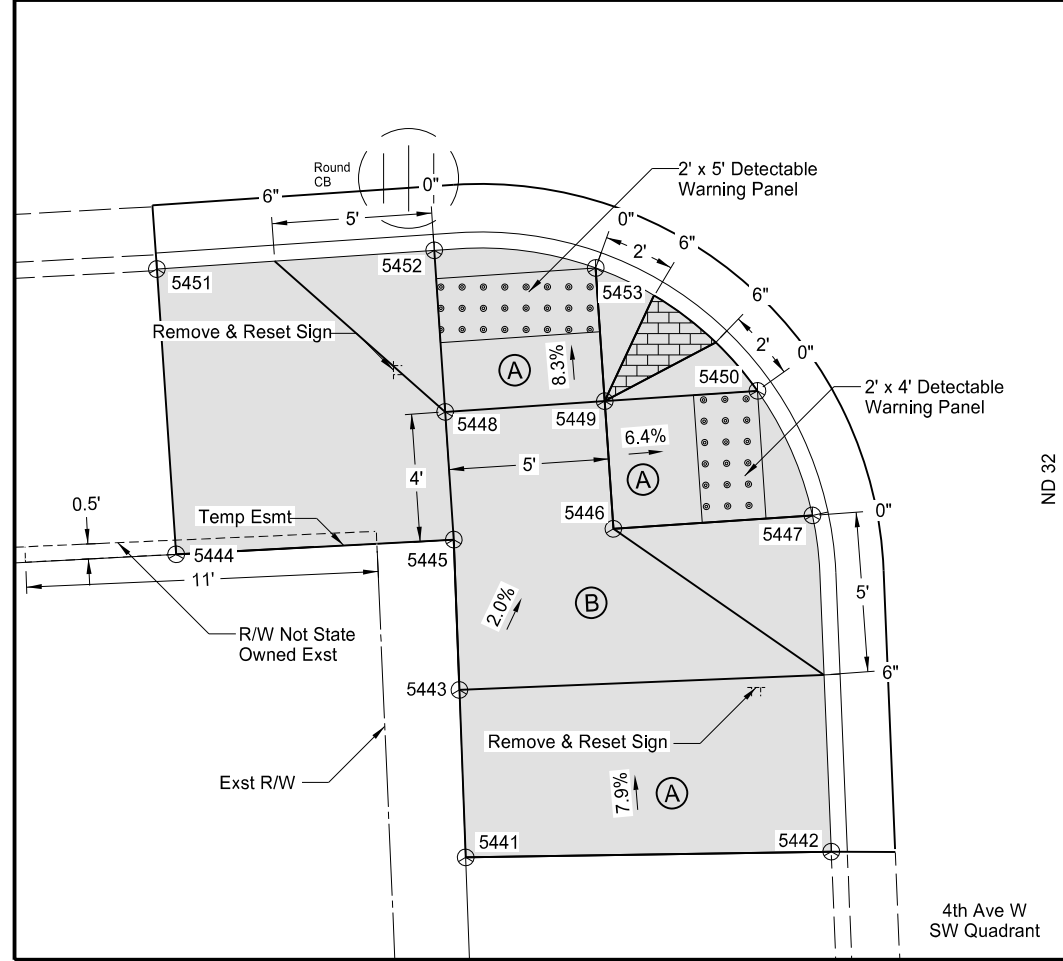 Round
CB
6"
0"
5'
2' x 5' Detectable
Warning Panel
0"
2'
6"
6"
2'
0"
5451
5452
5453
Remove & Reset Sign
A
8.3%
5450
2' x 4' Detectable
Warning Panel
5448
5449
6.4%
4'
5'
A
ND 32
0.5'
Temp Esmt
5446
5447
0"
5444
5445
11'
5'
B
2.0%
R/W Not State
Owned Exst
5443
6"
Remove & Reset Sign
Exst R/W
7.9%
A
5441
5442
4th Ave W
SW Quadrant